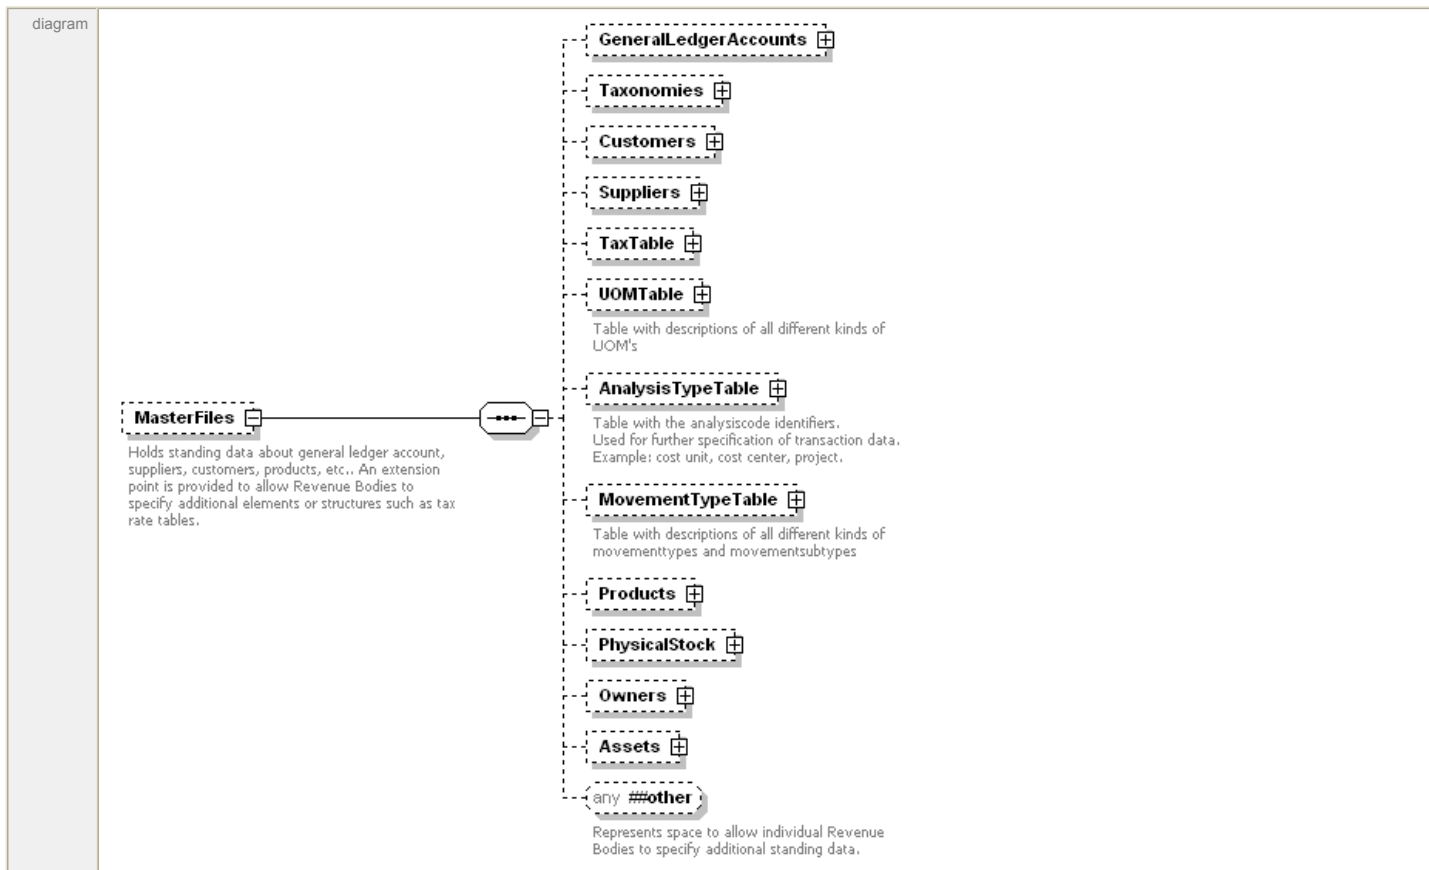 diagram
GeneralLedgerAccounts
Taxonomies
Customers
Suppliers
TaxTable
UOMTable
Table with descriptions of all different kinds of
UOM's
AnalysisTypeTable
Table with the analysiscode identifiers.
Used for further specification of transaction data.
Example: cost unit, cost center, project.
MasterFiles
Holds standing data about general ledger account,
suppliers, customers, products, etc.. An extension
point is provided to allow Revenue Bodies to
specify additional elements or structures such as tax
rate tables.
MovementTypeTable
Table with descriptions of all different kinds of
movementtypes and movementsubtypes
Products
PhysicalStock
Owners
Assets
any ##other
Represents space to allow individual Revenue
Bodies to specify additional standing data.